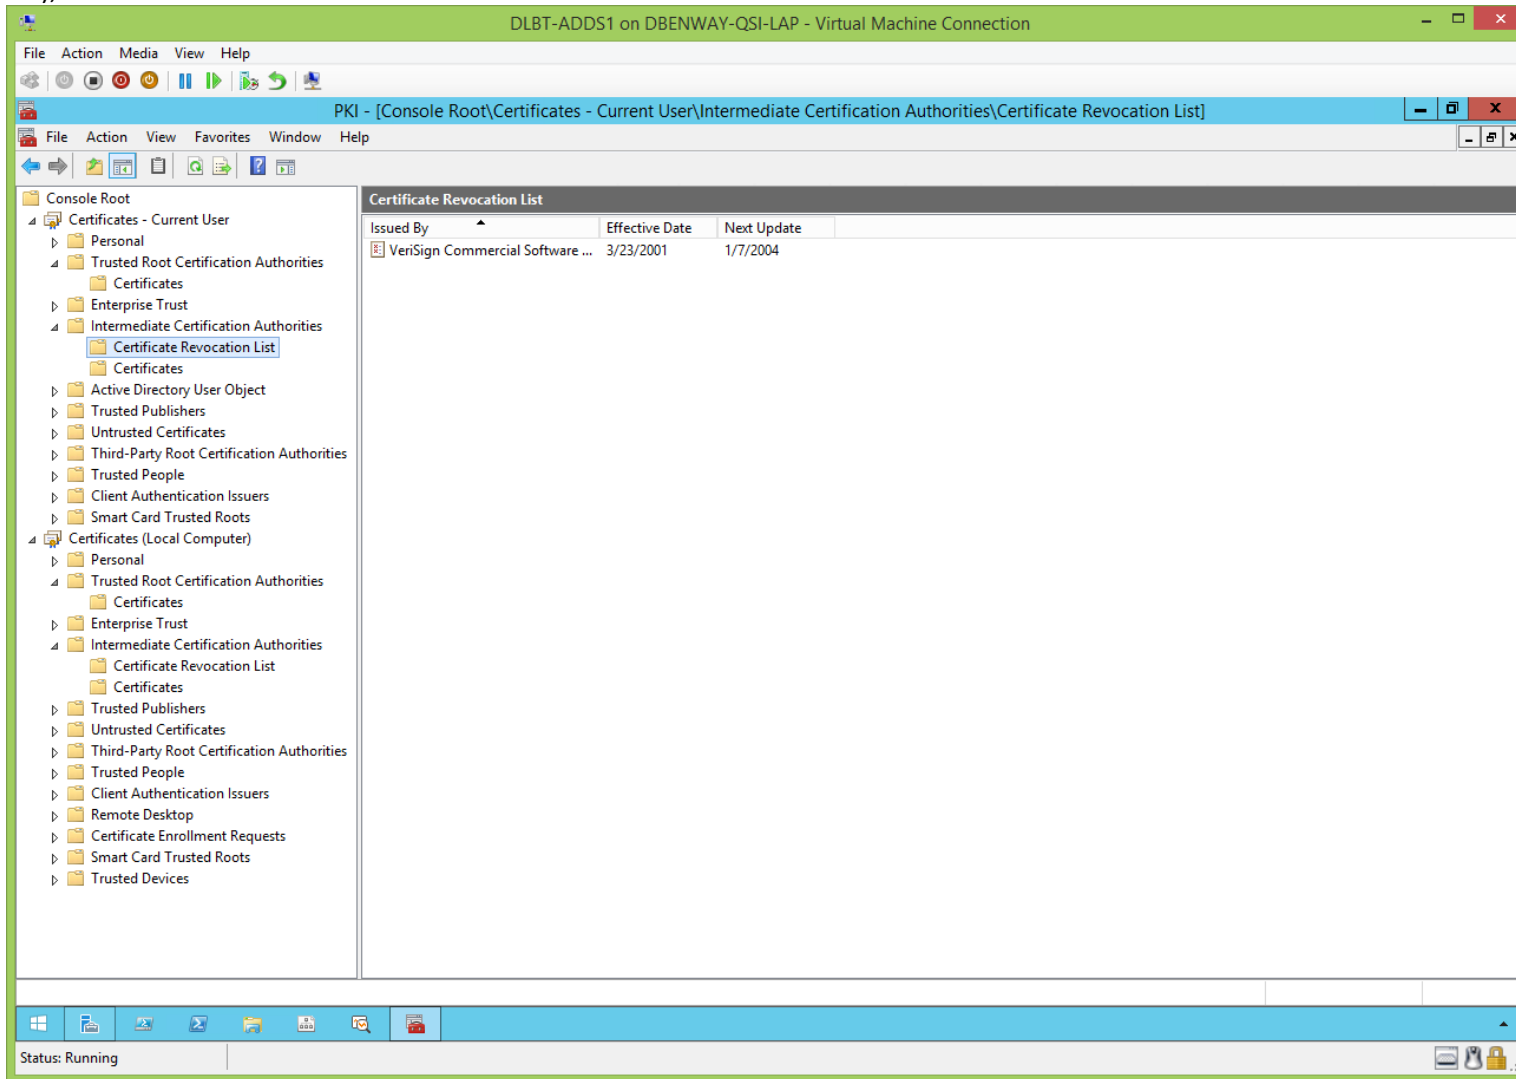 DLBT-ADDS1 on DBENWAY-QSI-LAP - Virtual Machine Connection
File Action Media View Help
PKI - [Console Root\Certificates - Current User\Intermediate Certification Authorities\Certificate Revocation List]
File Action View Favorites Window Help
Console Root
Certificates - Current User
Personal
Trusted Root Certification Authorities
Certificates
Enterprise Trust
Intermediate Certification Authorities
Certificate Revocation List
Certificates
Active Directory User Object
Trusted Publishers
Untrusted Certificates
Third-Party Root Certification Authorities
Trusted People
Client Authentication Issuers
Smart Card Trusted Roots
Certificates (Local Computer)
Personal
Trusted Root Certification Authorities
Certificates
Enterprise Trust
Intermediate Certification Authorities
Certificate Revocation List
Certificates
Trusted Publishers
Untrusted Certificates
Third-Party Root Certification Authorities
Trusted People
Client Authentication Issuers
Remote Desktop
Certificate Enrollment Requests
Smart Card Trusted Roots
Trusted Devices
Certificate Revocation List
Issued By Effective Date Next Update
VeriSign Commercial Software ... 3/23/2001 1/7/2004
Status: Running